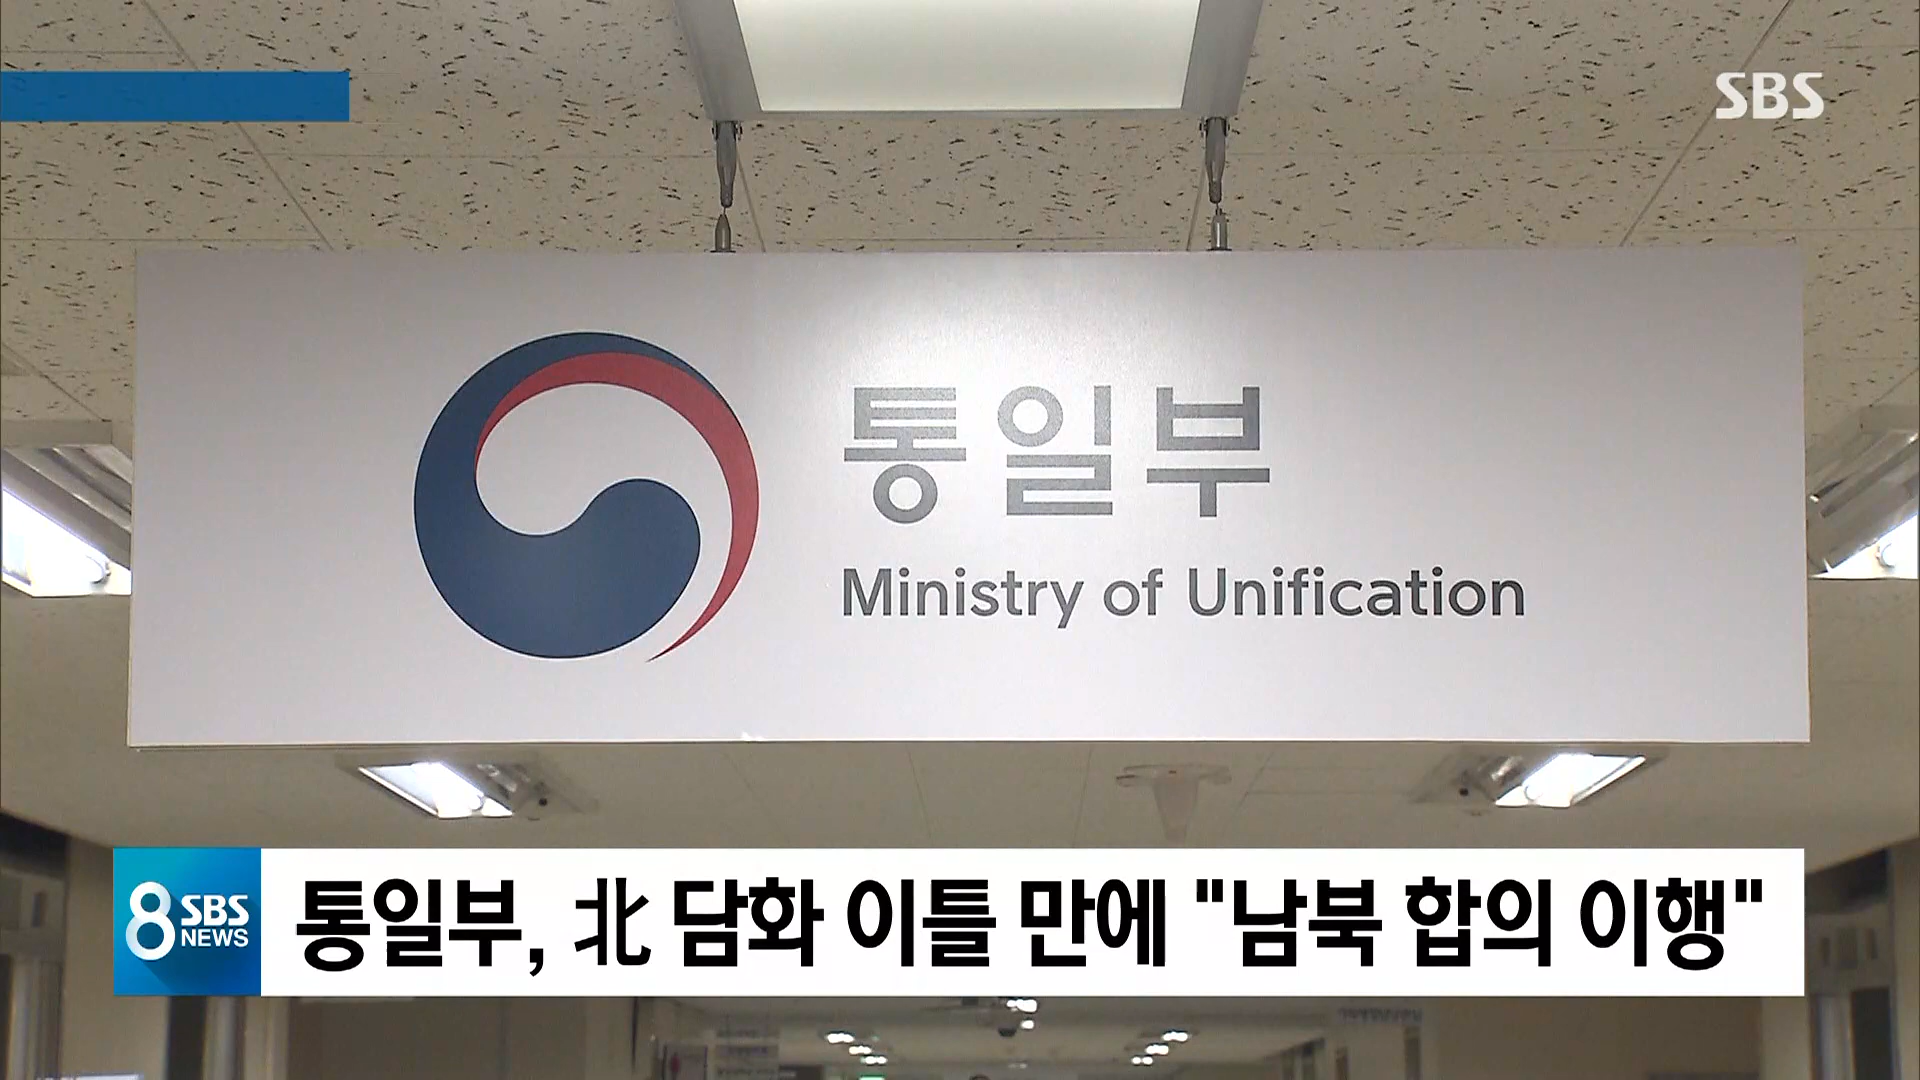 SBS
통일부
Ministry of Unification
8 SBS NEWS
통일부, 北 담화 이틀 만에 "남북 합의 이행"